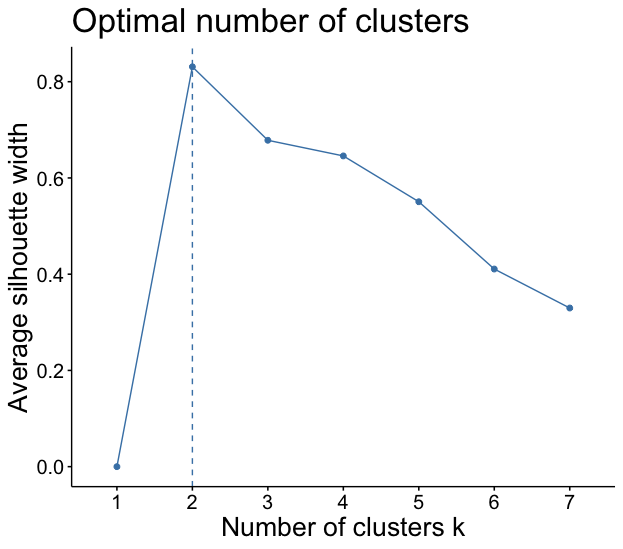 Optimal number of clusters
Average silhouette width
0.8
0.6
0.4
0.2
0.0
1 2 3 4 5 6 7
Number of clusters k